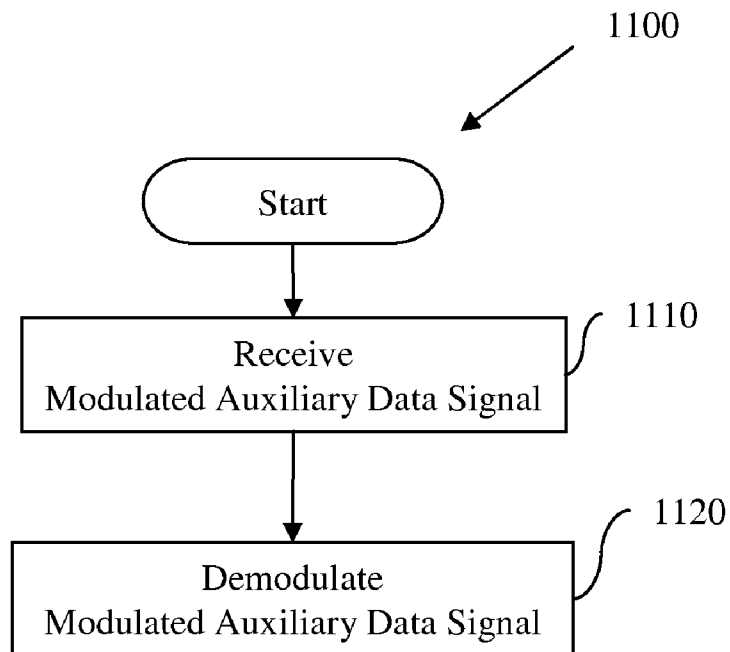 1100
Start
1110
Receive
Modulated Auxiliary Data Signal
1120
Demodulate
Modulated Auxiliary Data Signal